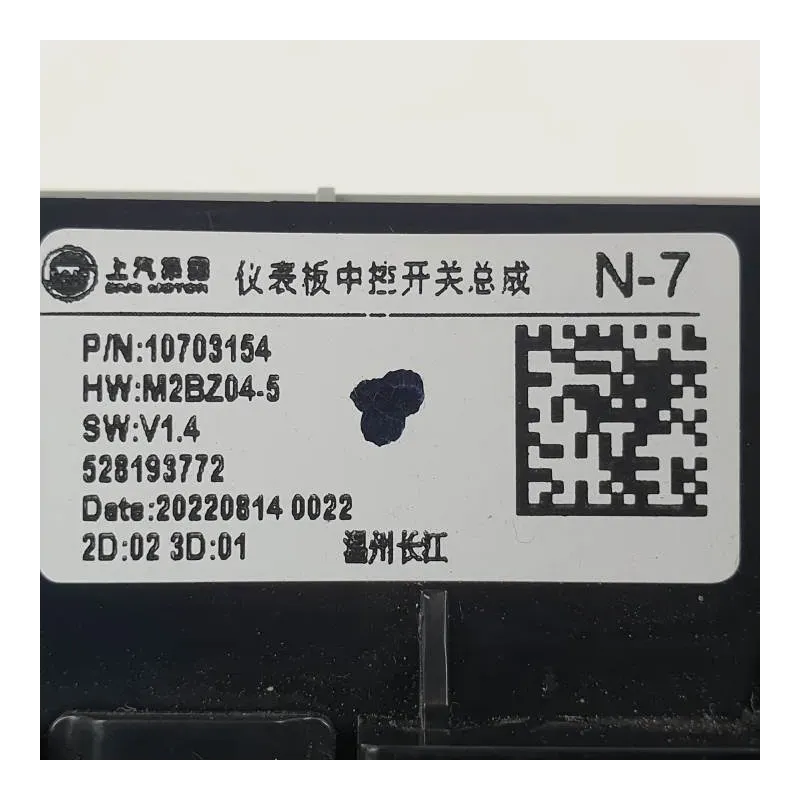 上汽集团 仪表板中控开关总成 N-7
SAIC MOTOR
P/N:10703154
HW:M2BZ04-5
SW:V1.4
528193772
Date:20220814 0022
2D:02 3D:01 温州长江